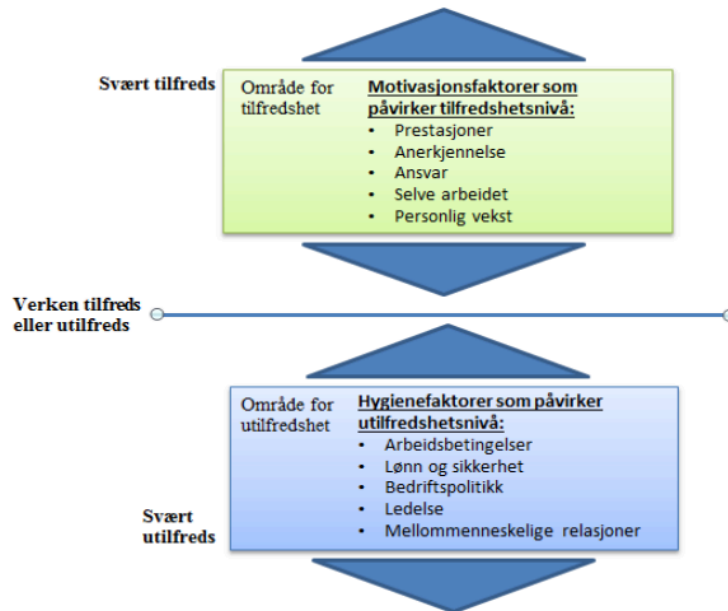 Svært tilfreds
Område for
tilfredshet
Motivasjonsfaktorer som
påvirker tilfredshetsnivå:
• Prestasjoner
• Anerkjennelse
• Ansvar
• Selve arbeidet
• Personlig vekst
Verken tilfreds
eller utilfreds
Område for
utilfredshet
Hygienefaktorer som påvirker
utilfredshetsnivå:
• Arbeidsbetingelser
• Lønn og sikkerhet
• Bedriftspolitikk
• Ledelse
• Mellommenneskelige relasjoner
Svært
utilfreds